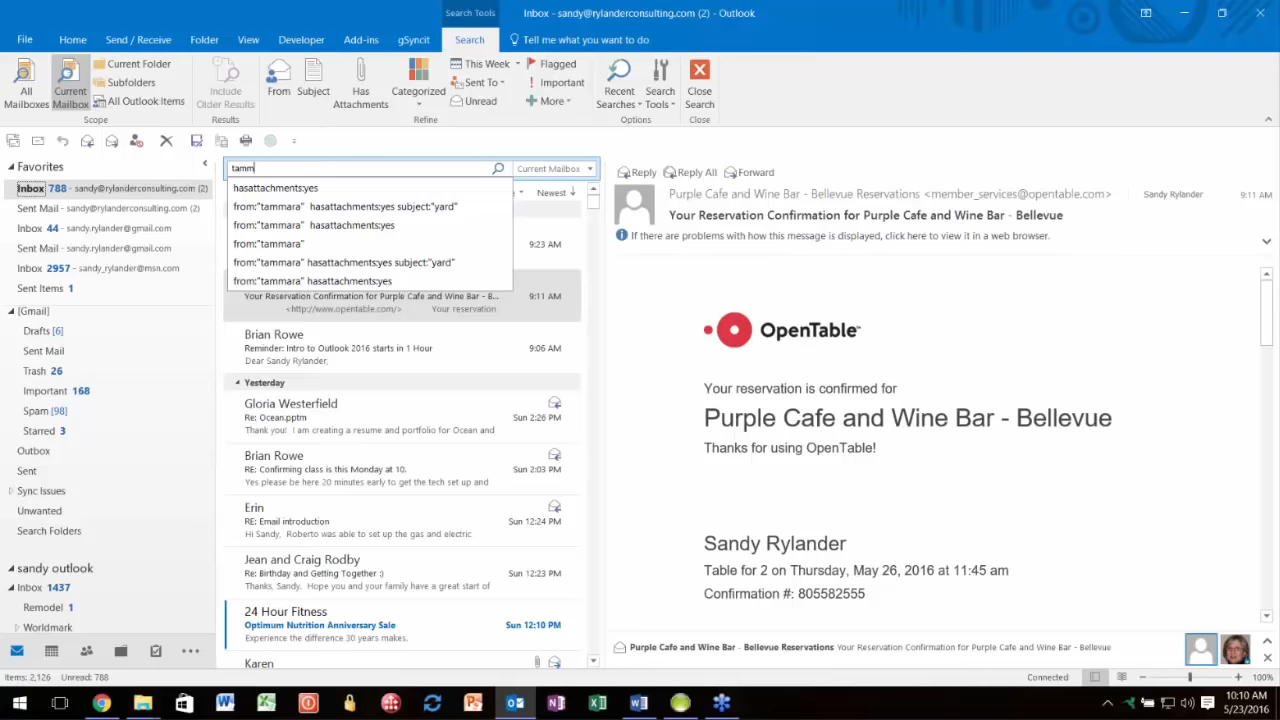 Search Tools
Inbox - sandy@rylanderconsulting.com (2) - Outlook
File Home Send / Receive Folder View Developer Add-ins gSyncit Search Tell me what you want to do
All Mailboxes
Current Mailbox
Current Folder
Subfolders
All Outlook Items
Scope
Include Older Results
Results
From
Subject
Has Attachments
Categorized
This Week
Sent To
Unread
Flagged
Important
More
Refine
Recent Searches
Search Tools
Options
Close Search
Close
Favorites
Inbox 788 - sandy@rylanderconsulting.com (2)
Sent Mail - sandy@rylanderconsulting.com (2)
Inbox 44 - sandy.rylander@gmail.com
Sent Mail - sandy.rylander@gmail.com
Inbox 2957 - sandy_rylander@msn.com
Sent Items 1
[Gmail]
Drafts [6]
Sent Mail
Trash 26
Important 168
Spam [98]
Starred 3
Outbox
Sent
Sync Issues
Unwanted
Search Folders
sandy outlook
Inbox 1437
Remodel 1
Worldmark
tamm
Current Mailbox
hasattachments:yes
from:"tammara" hasattachments:yes subject:"yard"
from:"tammara" hasattachments:yes
from:"tammara"
from:"tammara" hasattachments:yes subject:"yard"
from:"tammara" hasattachments:yes
Newest
9:23 AM
Your Reservation Confirmation for Purple Cafe and Wine Bar - B... 9:11 AM
<http://www.opentable.com/> Your reservation
Brian Rowe
Reminder: Intro to Outlook 2016 starts in 1 Hour 9:06 AM
Dear Sandy Rylander,
Yesterday
Gloria Westerfield
Re: Ocean.pptm Sun 2:26 PM
Thank you! I am creating a resume and portfolio for Ocean and
Brian Rowe
RE: Confirming class is this Monday at 10. Sun 2:03 PM
Yes please be here 20 minutes early to get the tech set up and
Erin
RE: Email introduction Sun 12:24 PM
Hi Sandy, Roberto was able to set up the gas and electric
Jean and Craig Rodby
Re: Birthday and Getting Together :) Sun 12:23 PM
Thanks, Sandy. Hope you and your family have a great start of
24 Hour Fitness
Optimum Nutrition Anniversary Sale Sun 12:10 PM
Experience the difference 30 years makes.
Karen
Reply Reply All Forward
Purple Cafe and Wine Bar - Bellevue Reservations <member_services@opentable.com> Sandy Rylander 9:11 AM
Your Reservation Confirmation for Purple Cafe and Wine Bar - Bellevue
If there are problems with how this message is displayed, click here to view it in a web browser.
OpenTable
Your reservation is confirmed for
Purple Cafe and Wine Bar - Bellevue
Thanks for using OpenTable!
Sandy Rylander
Table for 2 on Thursday, May 26, 2016 at 11:45 am
Confirmation #: 805582555
Purple Cafe and Wine Bar - Bellevue Reservations Your Reservation Confirmation for Purple Cafe and Wine Bar - Bellevue
Items: 2,126 Unread: 788 Connected 100%
10:10 AM
5/23/2016